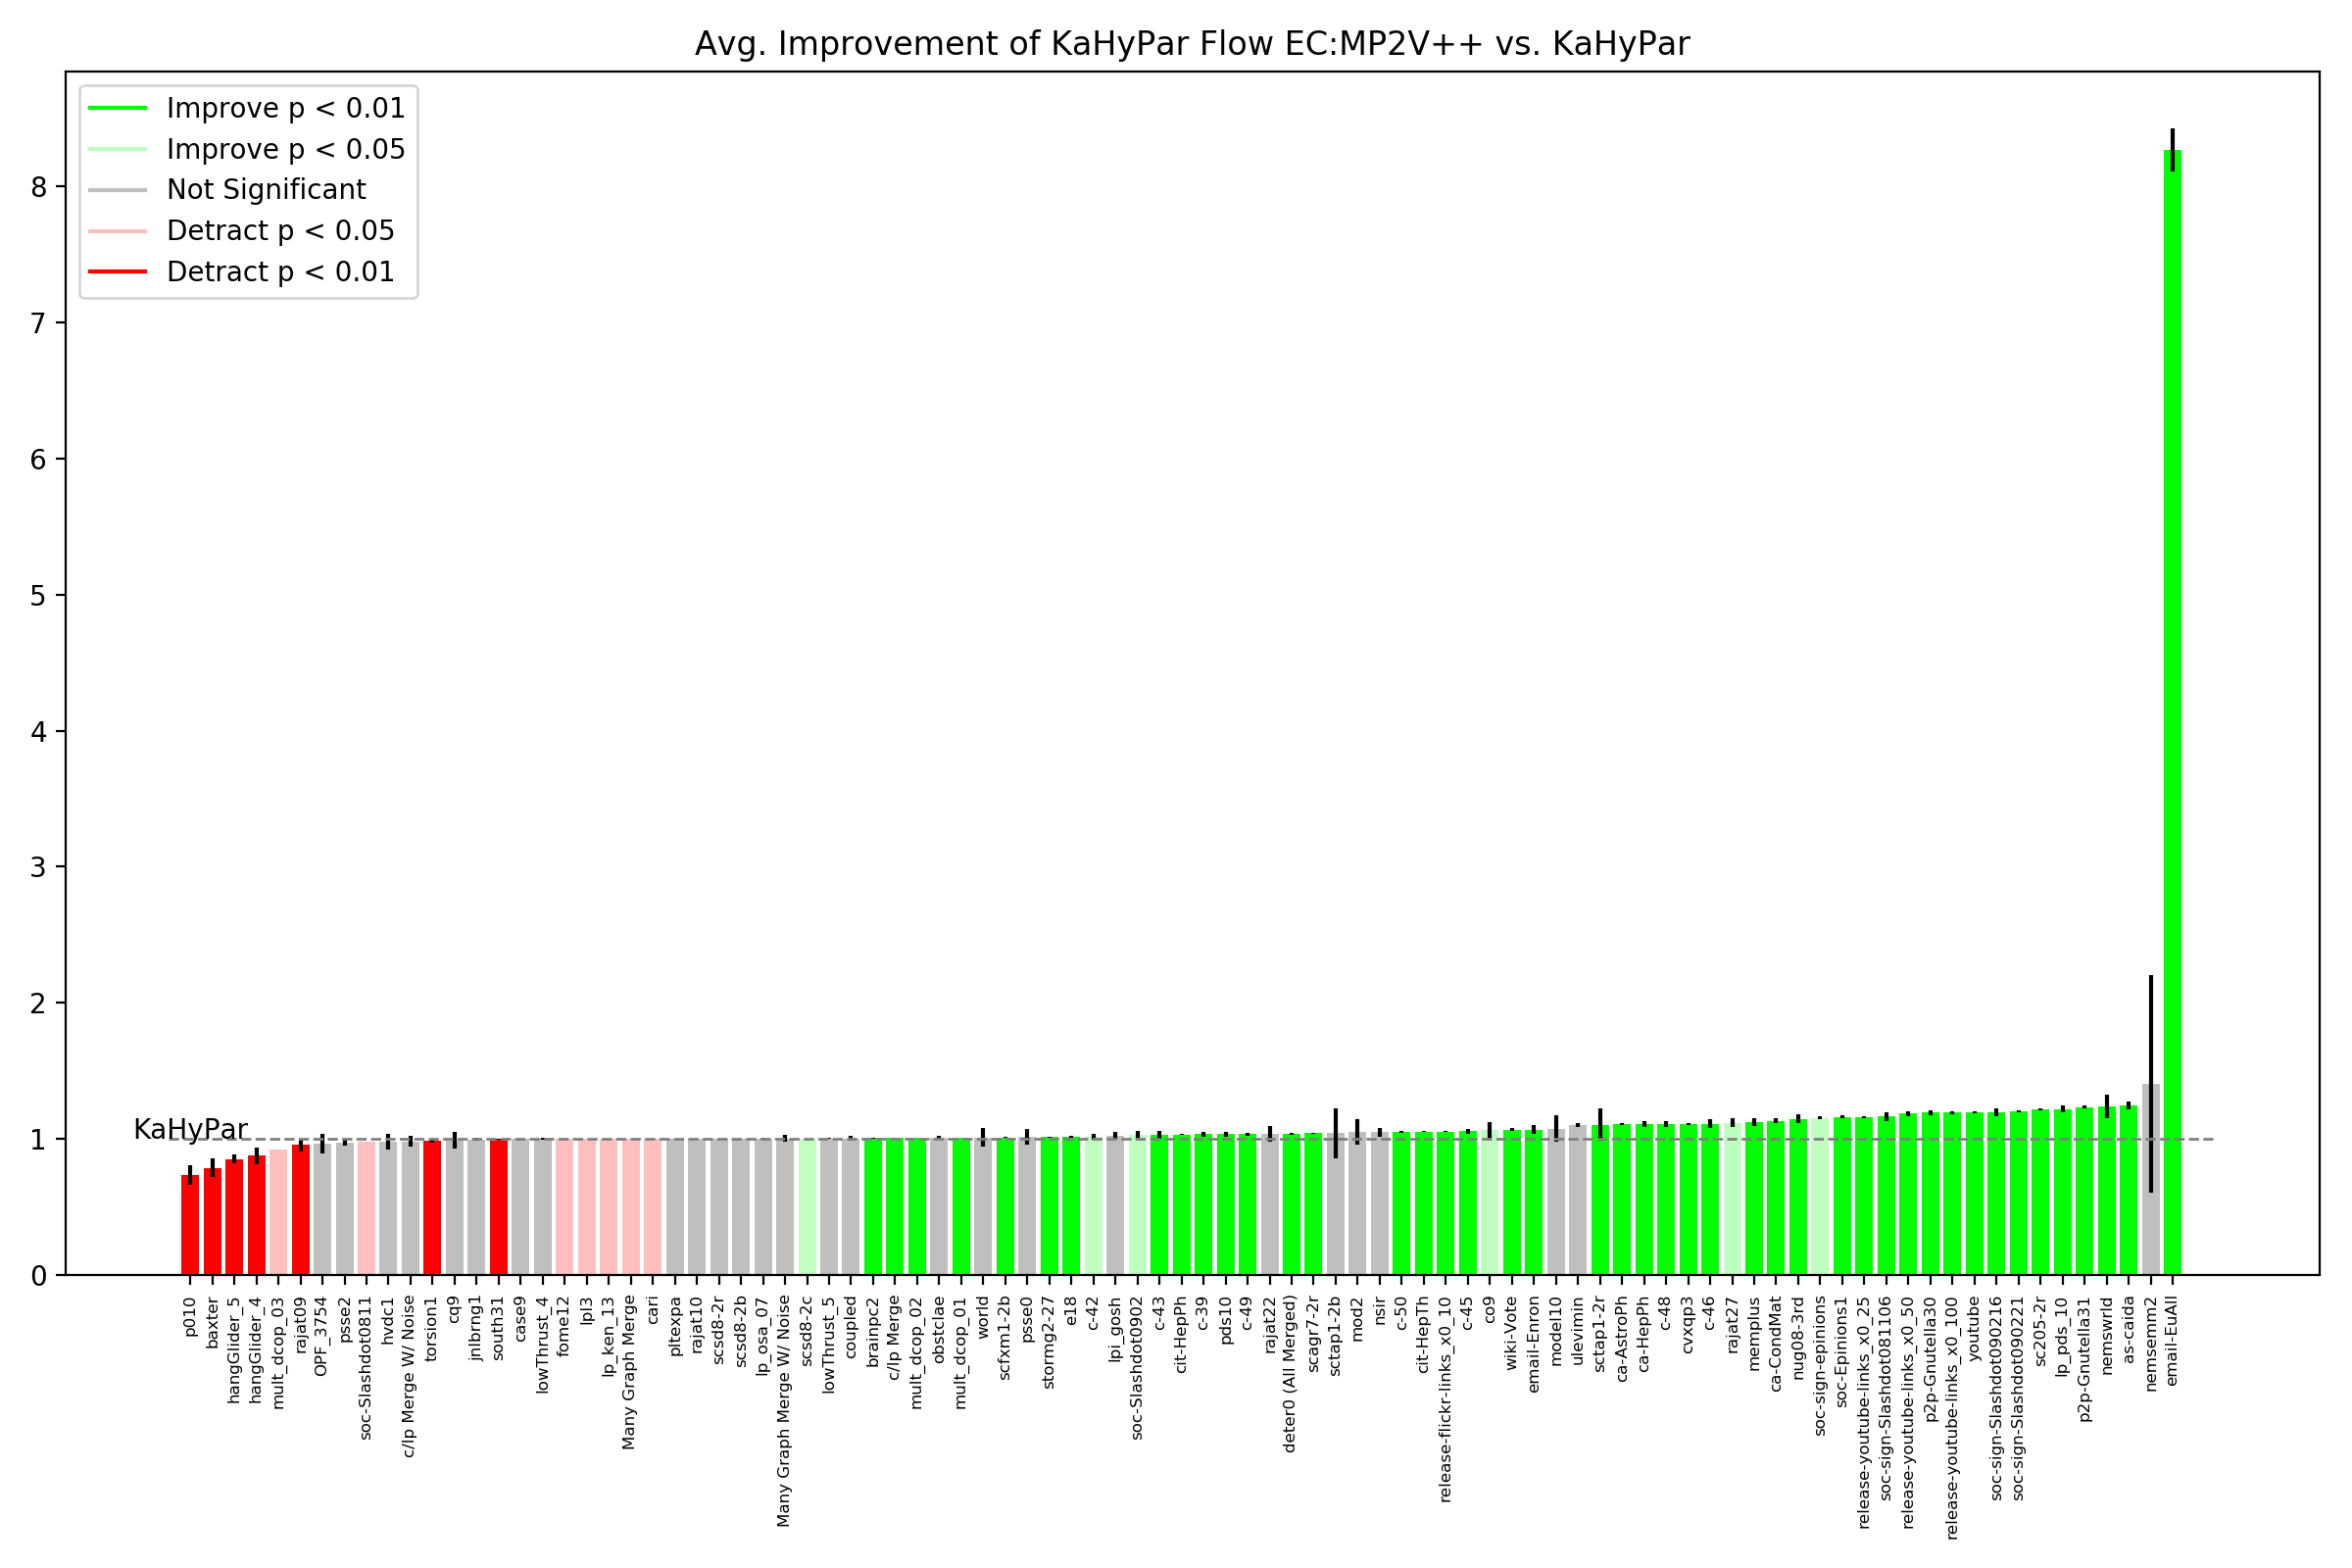 Avg. Improvement of KaHyPar Flow EC:MP2V++ vs. KaHyPar
Improve p < 0.01
Improve p < 0.05
Not Significant
Detract p < 0.05
Detract p < 0.01
8
7
6
5
4
3
2
1
0
KaHyPar
p010
baxter
hangGlider_5
hangGlider_4
mult_dcop_03
rajat09
OPF_3754
psse2
soc-Slashdot0811
hvdc1
c/lp Merge W/ Noise
torsion1
cq9
jnlbrng1
south31
case9
lowThrust_4
fome12
lpl3
lp_ken_13
Many Graph Merge
cari
pltexpa
rajat10
scsd8-2r
scsd8-2b
lp_osa_07
Many Graph Merge W/ Noise
scsd8-2c
lowThrust_5
coupled
brainpc2
c/lp Merge
mult_dcop_02
obstclae
mult_dcop_01
world
scfxm1-2b
psse0
stormg2-27
e18
c-42
lpi_gosh
soc-Slashdot0902
c-43
cit-HepPh
c-39
pds10
c-49
rajat22
deter0 (All Merged)
scagr7-2r
sctap1-2b
mod2
nsir
c-50
cit-HepTh
release-flickr-links_x0_10
c-45
co9
wiki-Vote
email-Enron
model10
ulevimin
sctap1-2r
ca-AstroPh
ca-HepPh
c-48
cvxqp3
c-46
rajat27
memplus
ca-CondMat
nug08-3rd
soc-sign-epinions
soc-Epinions1
release-youtube-links_x0_25
soc-sign-Slashdot081106
release-youtube-links_x0_50
p2p-Gnutella30
release-youtube-links_x0_100
youtube
soc-sign-Slashdot090216
soc-sign-Slashdot090221
sc205-2r
lp_pds_10
p2p-Gnutella31
nemswrld
as-caida
nemsemm2
email-EuAll